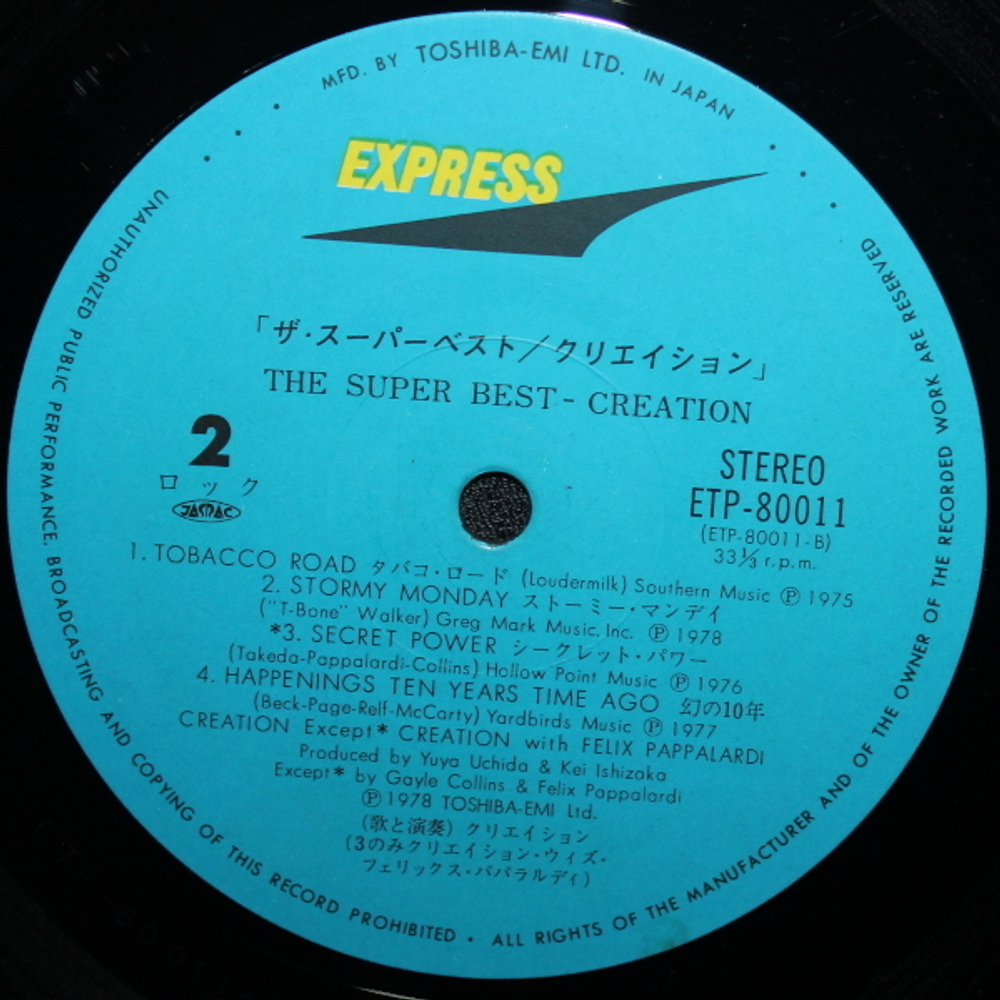 MFD. BY TOSHIBA-EMI LTD. IN JAPAN
EXPRESS
「ザ・スーパーベスト/クリエイション」
THE SUPER BEST - CREATION
2
ロック
JASRAC
STEREO
ETP-80011
(ETP-80011-B)
33⅓ r.p.m.
1. TOBACCO ROAD タバコ・ロード (Loudermilk) Southern Music Ⓟ 1975
2. STORMY MONDAY ストーミー・マンデイ
("T-Bone" Walker) Greg Mark Music, Inc. Ⓟ 1978
*3. SECRET POWER シークレット・パワー
(Takeda-Pappalardi-Collins) Hollow Point Music Ⓟ 1976
4. HAPPENINGS TEN YEARS TIME AGO 幻の10年
(Beck-Page-Relf-McCarty) Yardbirds Music Ⓟ 1977
CREATION Except* CREATION with FELIX PAPPALARDI
Produced by Yuya Uchida & Kei Ishizaka
Except* by Gayle Collins & Felix Pappalardi
Ⓟ 1978 TOSHIBA-EMI Ltd.
(歌と演奏) クリエイション
(3のみクリエイション・ウィズ・
フェリックス・パパラルディ)
UNAUTHORIZED PUBLIC PERFORMANCE, BROADCASTING AND COPYING OF THIS RECORD PROHIBITED • ALL RIGHTS OF THE MANUFACTURER AND OF THE OWNER OF THE RECORDED WORK ARE RESERVED